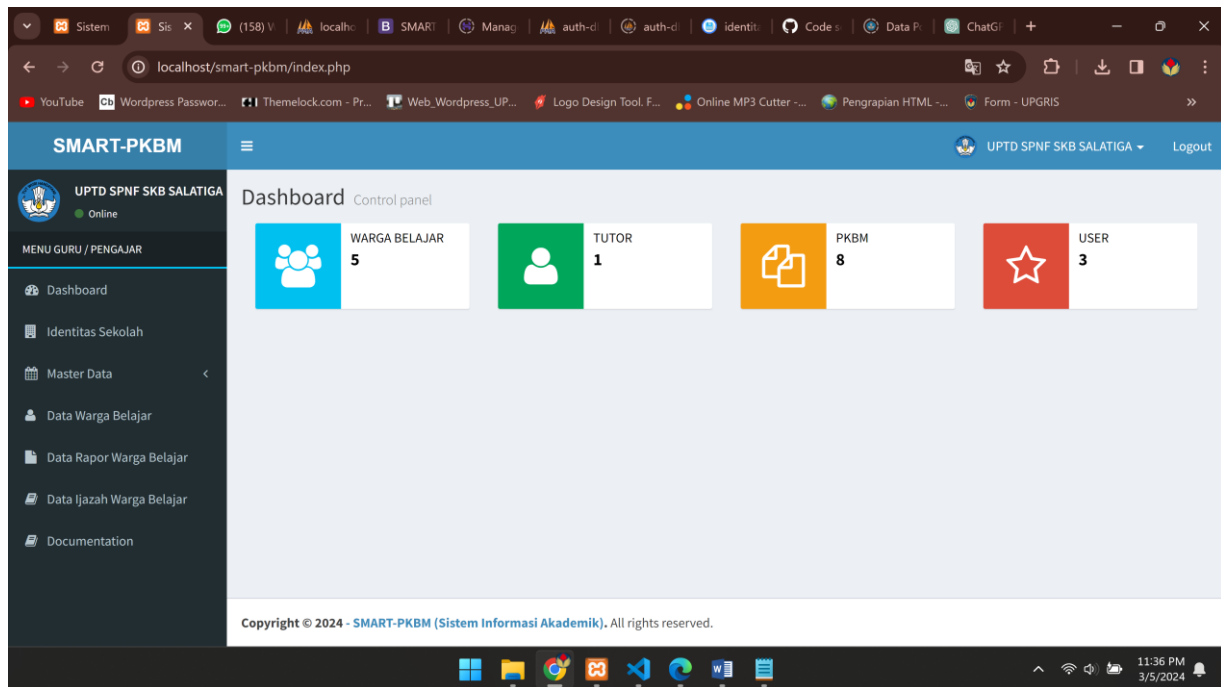 Sistem
Sis
(158) W
localho
SMART
Manag
auth-d
auth-d
identit
Code s
Data P
ChatGP
localhost/smart-pkbm/index.php
YouTube
Wordpress Passwor...
Themelock.com - Pr...
Web_Wordpress_UP...
Logo Design Tool. F...
Online MP3 Cutter -...
Pengrapian HTML -...
Form - UPGRIS
SMART-PKBM
UPTD SPNF SKB SALATIGA
Logout
UPTD SPNF SKB SALATIGA
Online
MENU GURU / PENGAJAR
Dashboard
Identitas Sekolah
Master Data
Data Warga Belajar
Data Rapor Warga Belajar
Data Ijazah Warga Belajar
Documentation
Dashboard Control panel
WARGA BELAJAR
5
TUTOR
1
PKBM
8
USER
3
Copyright © 2024 - SMART-PKBM (Sistem Informasi Akademik). All rights reserved.
11:36 PM
3/5/2024